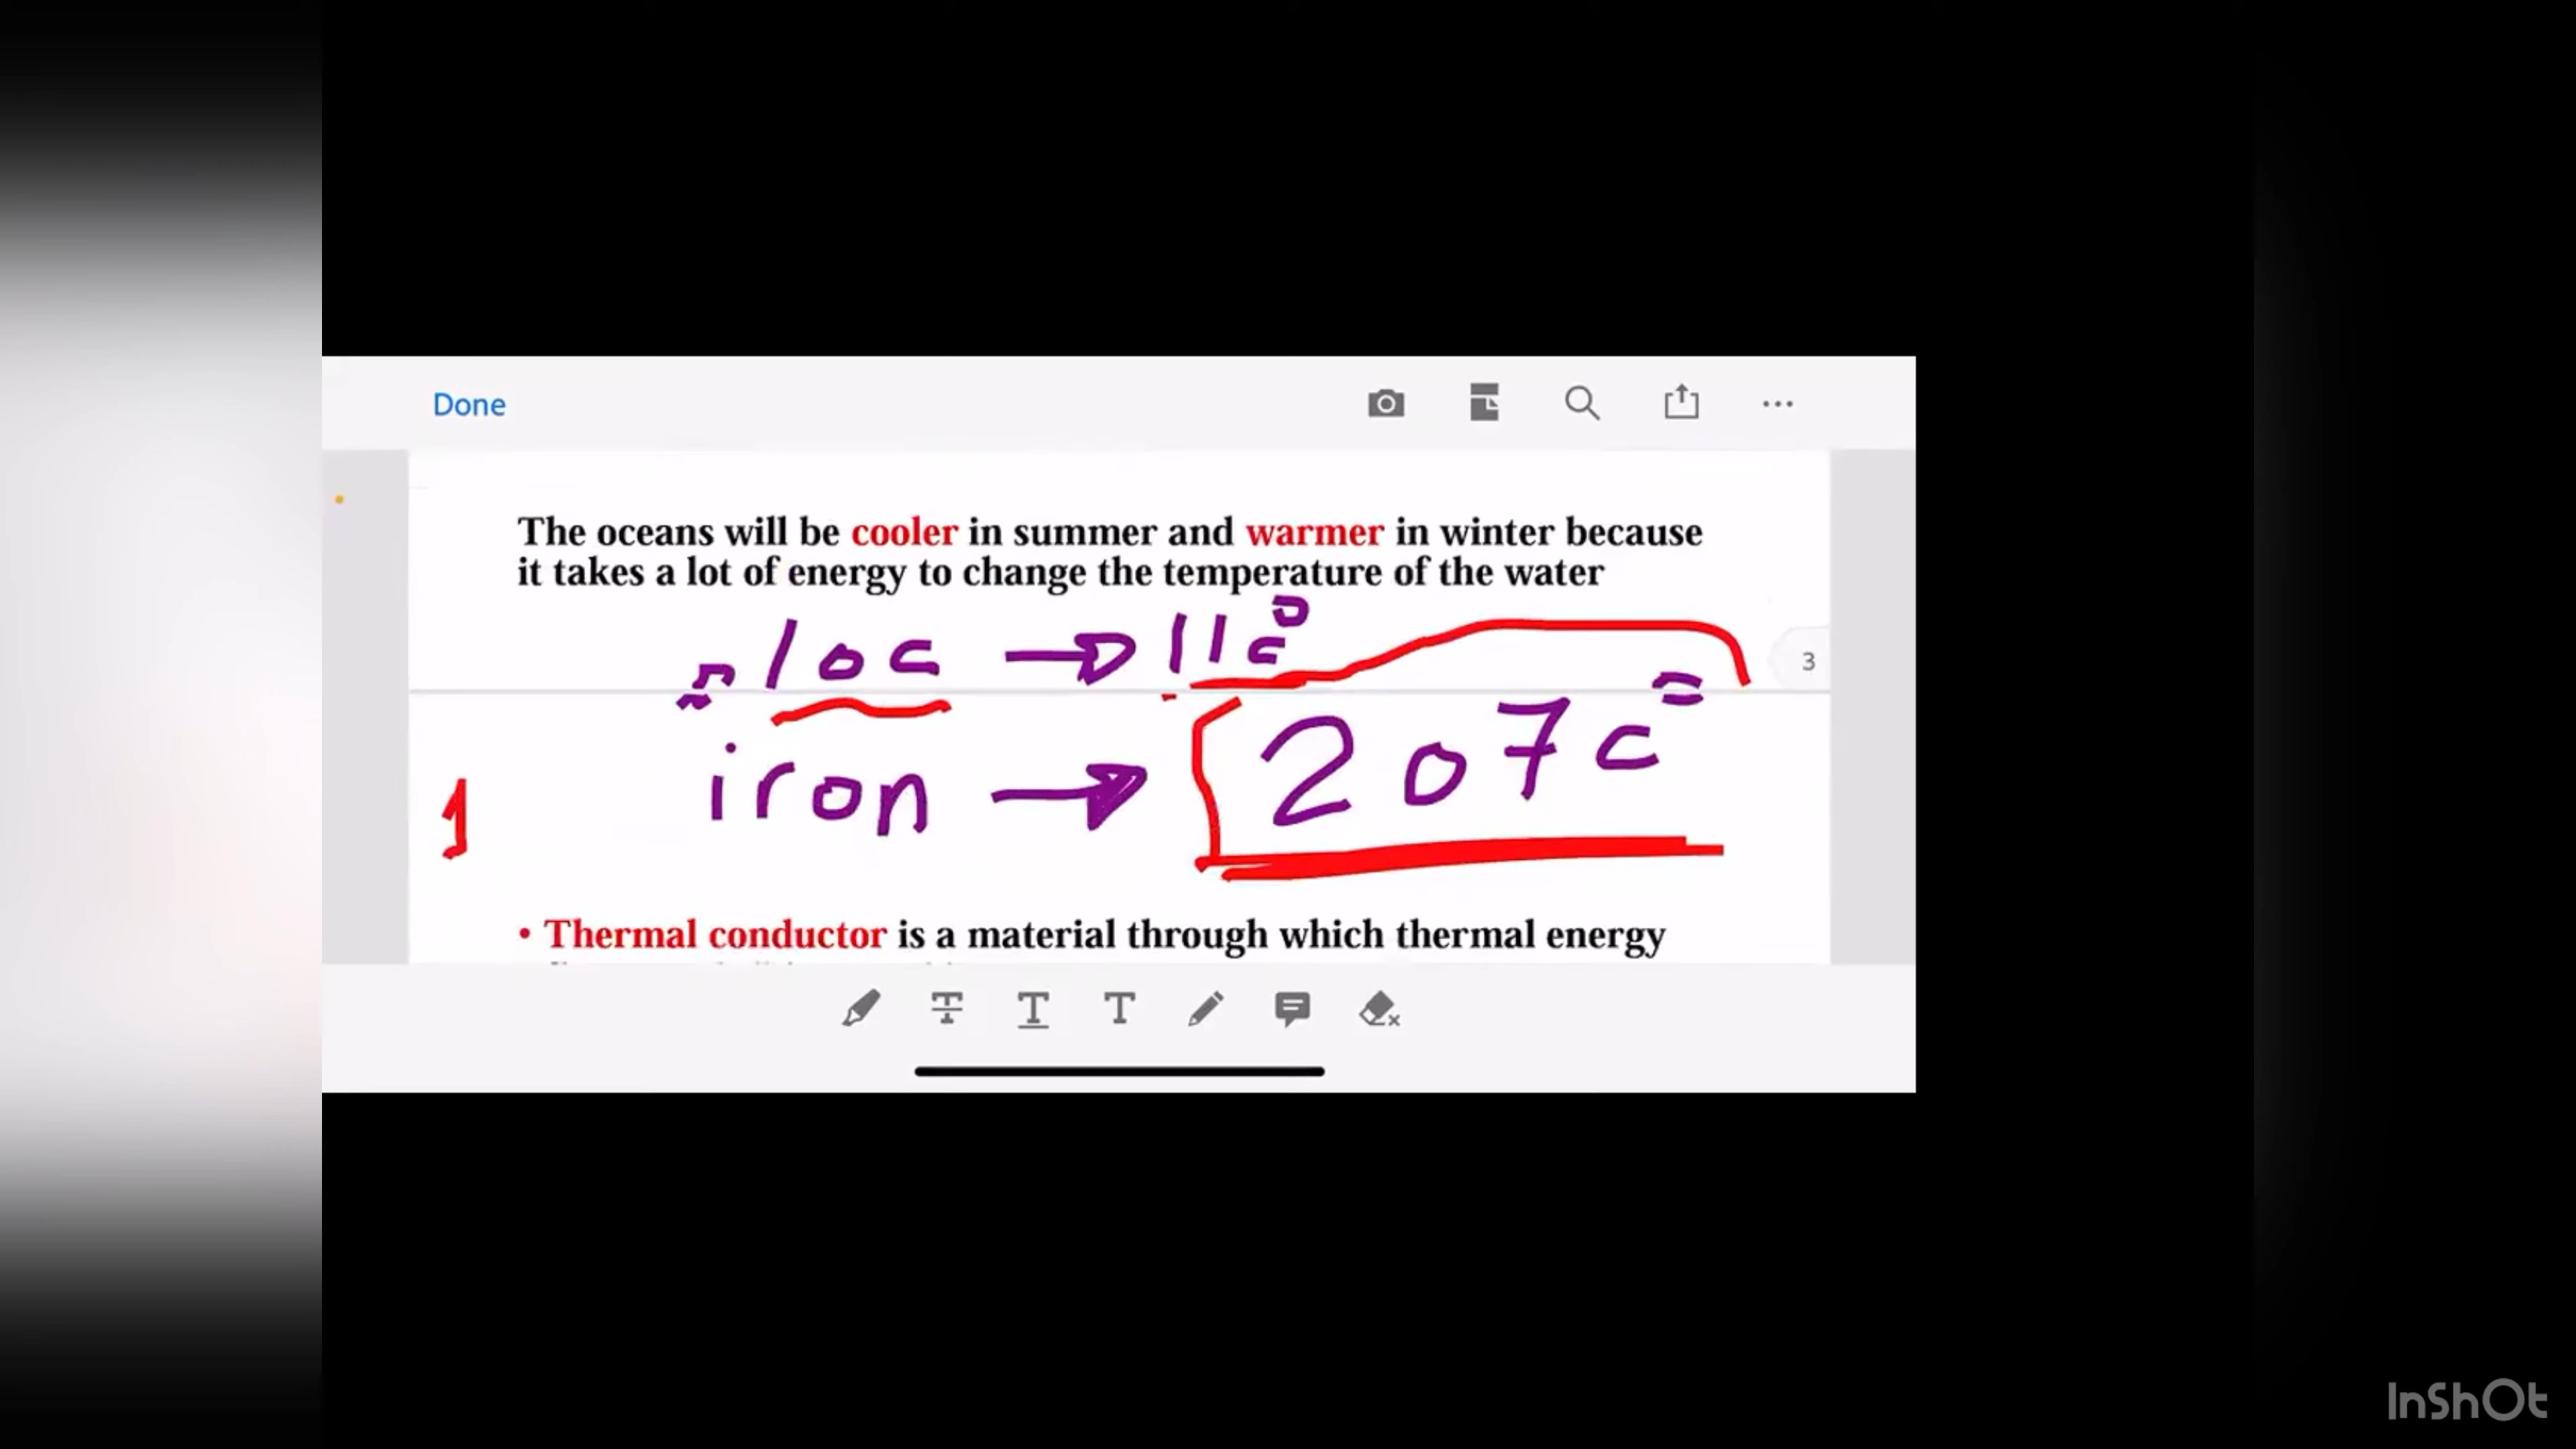 Done
The oceans will be cooler in summer and warmer in winter because
it takes a lot of energy to change the temperature of the water
10c → 11c°
3
iron → 207c
1
• Thermal conductor is a material through which thermal energy
InShOt